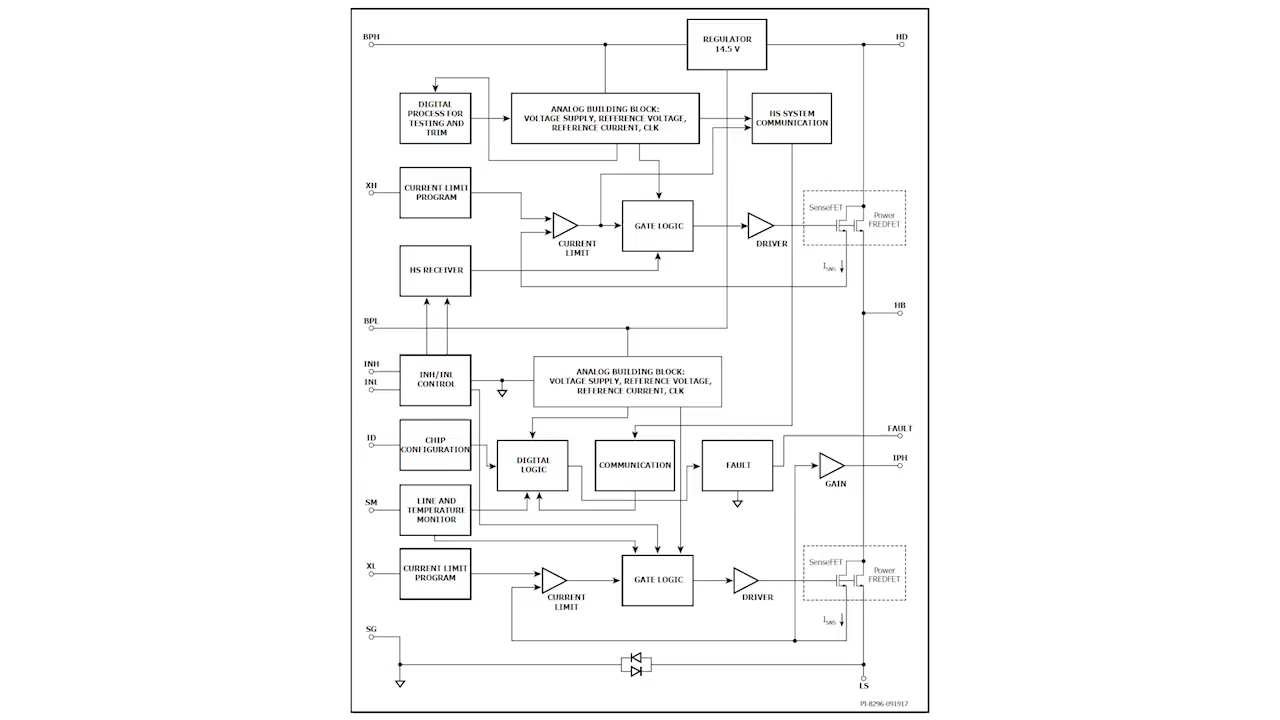 BPH
REGULATOR
14.5 V
HD
DIGITAL
PROCESS FOR
TESTING AND
TRIM
ANALOG BUILDING BLOCK:
VOLTAGE SUPPLY, REFERENCE VOLTAGE,
REFERENCE CURRENT, CLK
HS SYSTEM
COMMUNICATION
XH
CURRENT LIMIT
PROGRAM
CURRENT
LIMIT
GATE LOGIC
DRIVER
SenseFET
Power
FREDFET
HS RECEIVER
ISNS
HB
BPL
INH
INL
INH/INL
CONTROL
ANALOG BUILDING BLOCK:
VOLTAGE SUPPLY, REFERENCE VOLTAGE,
REFERENCE CURRENT, CLK
ID
CHIP
CONFIGURATION
DIGITAL
LOGIC
COMMUNICATION
FAULT
FAULT
IPH
GAIN
SM
LINE AND
TEMPERATURE
MONITOR
XL
CURRENT LIMIT
PROGRAM
CURRENT
LIMIT
GATE LOGIC
DRIVER
SenseFET
Power
FREDFET
ISNS
SG
LS
PI-8296-091917